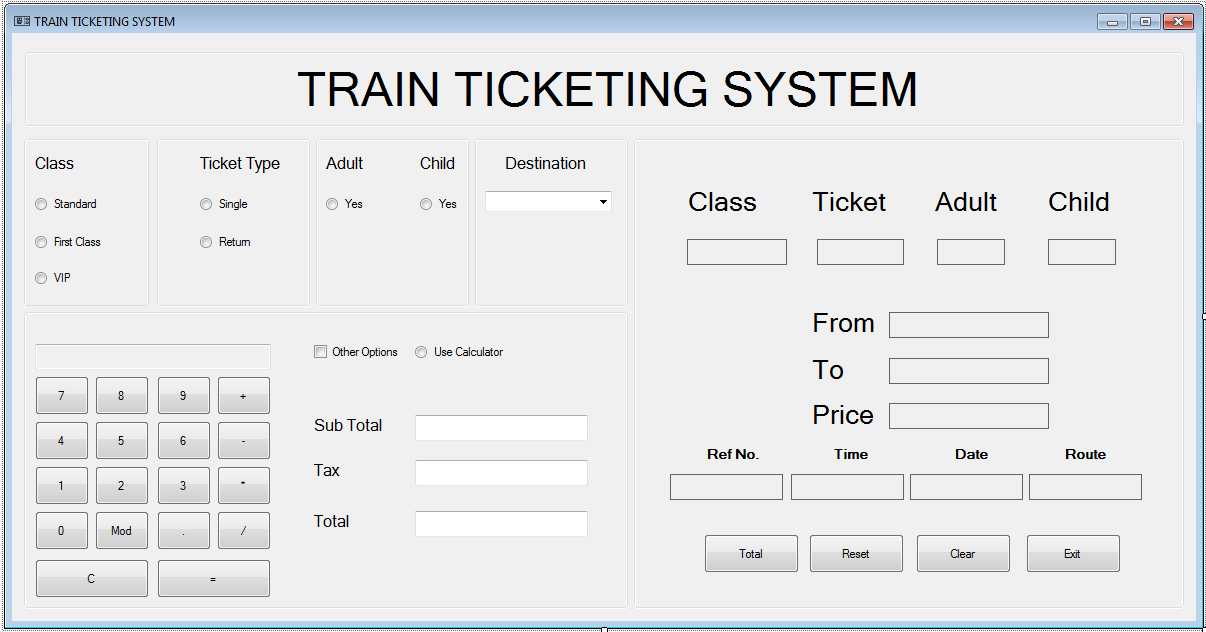 TRAIN TICKETING SYSTEM
TRAIN TICKETING SYSTEM
Class
Standard
First Class
VIP
Ticket Type
Single
Return
Adult Child
Yes Yes
Destination
7 8 9 +
4 5 6 -
1 2 3 *
0 Mod . /
C =
Other Options Use Calculator
Sub Total
Tax
Total
Class Ticket Adult Child
From
To
Price
Ref No. Time Date Route
Total Reset Clear Exit